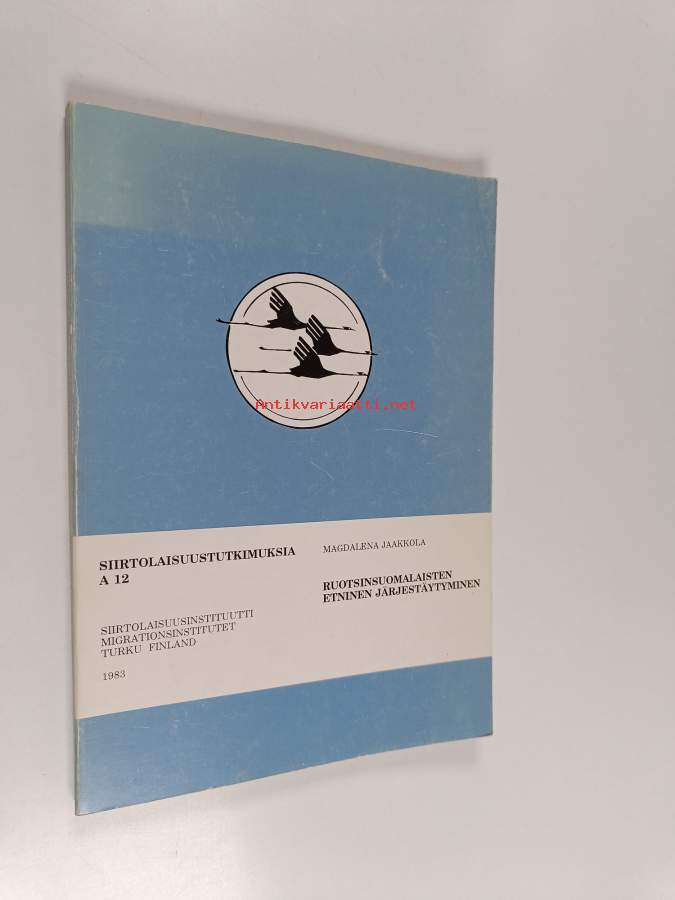 Antikvariaatti.net
SIIRTOLAISUUSTUTKIMUKSIA
A 12
SIIRTOLAISUUSINSTITUUTTI
MIGRATIONSINSTITUTET
TURKU FINLAND
1983
MAGDALENA JAAKKOLA
RUOTSINSUOMALAISTEN
ETNINEN JÄRJESTÄYTYMINEN